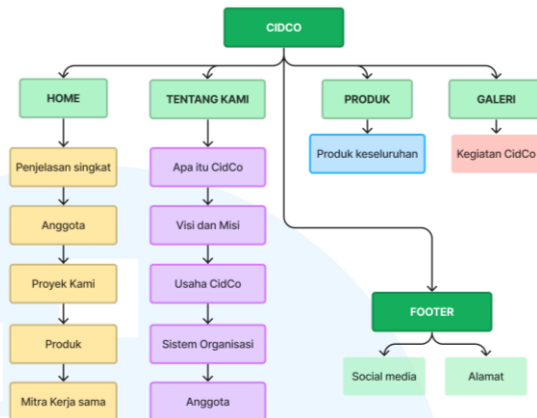 CIDCO
HOME
TENTANG KAMI
PRODUK
GALERI
Penjelasan singkat
Apa itu CidCo
Produk keseluruhan
Kegiatan CidCo
Anggota
Visi dan Misi
Proyek Kami
Usaha CidCo
FOOTER
Produk
Sistem Organisasi
Social media
Alamat
Mitra Kerja sama
Anggota